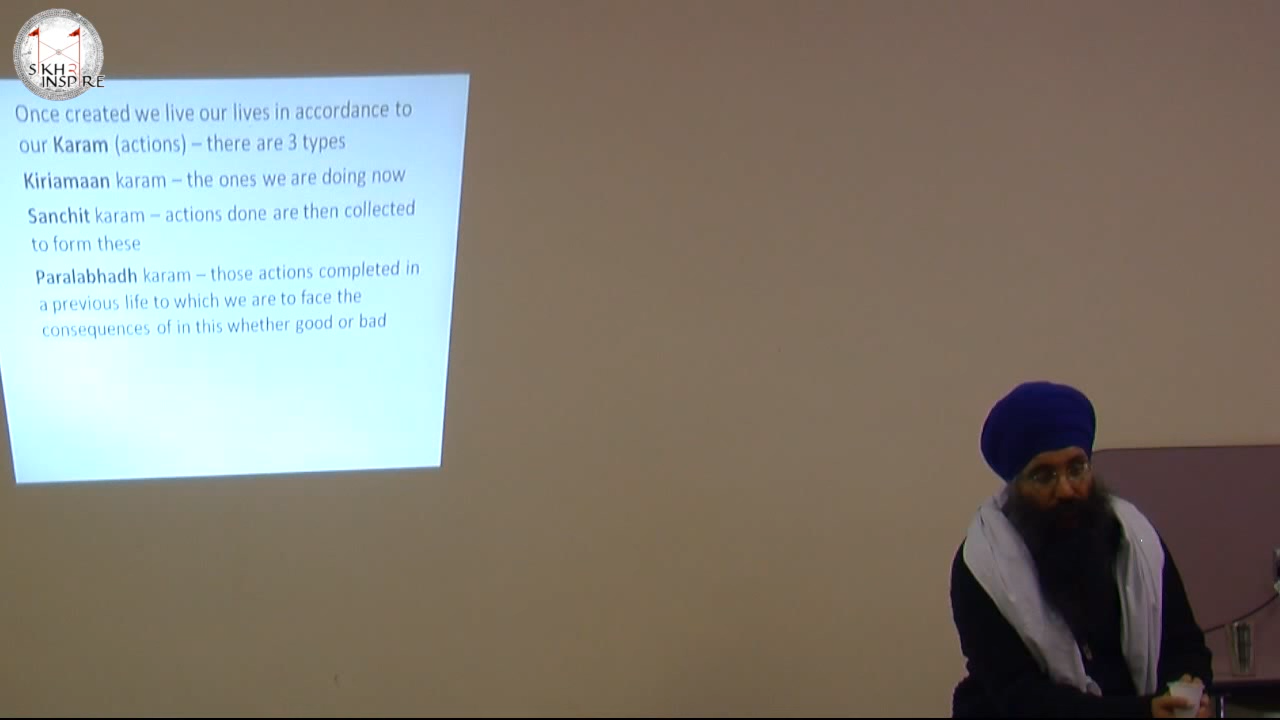 SIKH2
INSPIRE
Once created we live our lives in accordance to
our Karam (actions) – there are 3 types
Kiriamaan karam – the ones we are doing now
Sanchit karam – actions done are then collected
to form these
Paralabhadh karam – those actions completed in
a previous life to which we are to face the
consequences of in this whether good or bad